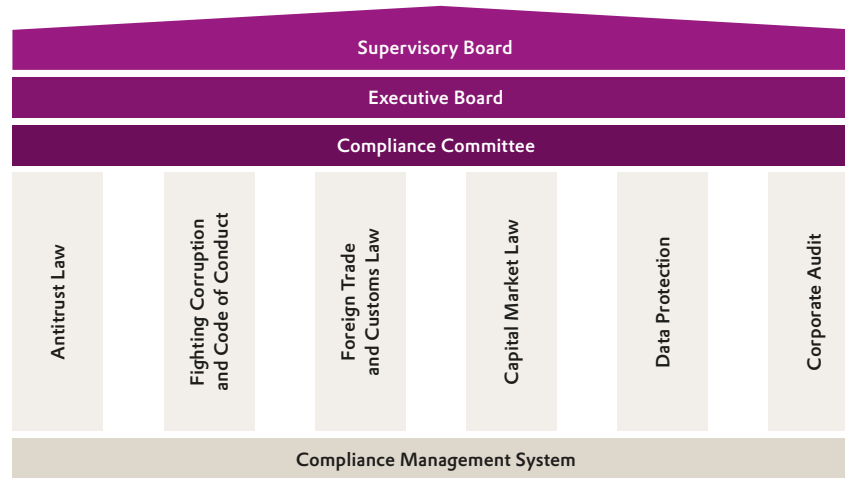 Supervisory Board
Executive Board
Compliance Committee
Antitrust Law
Fighting Corruption
and Code of Conduct
Foreign Trade
and Customs Law
Capital Market Law
Data Protection
Corporate Audit
Compliance Management System